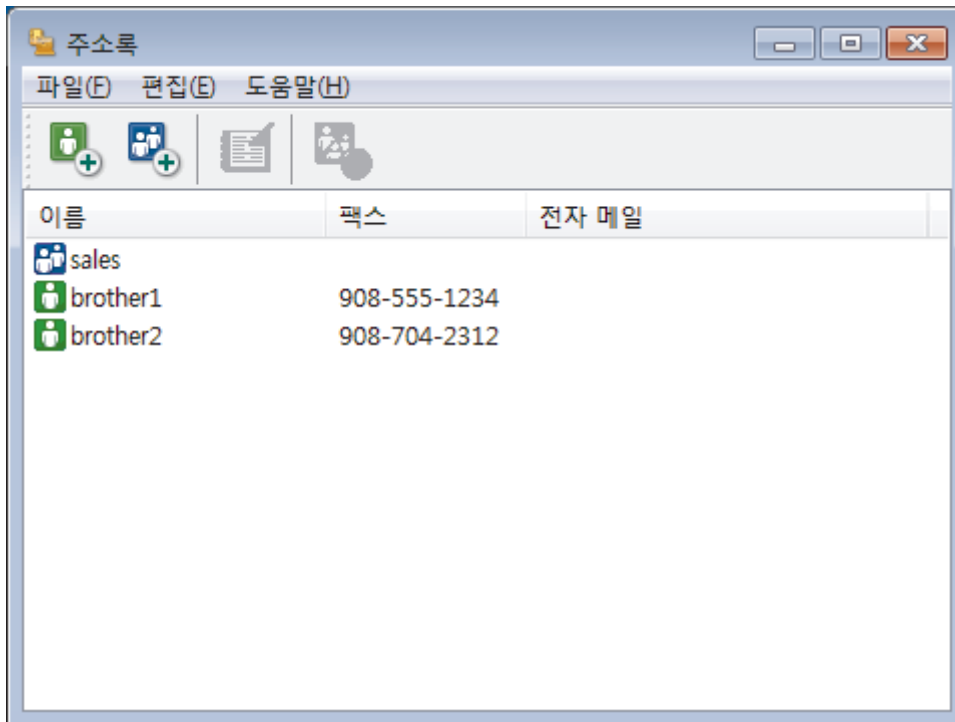 주소록
파일(F) 편집(E) 도움말(H)
이름 팩스 전자 메일
sales
brother1 908-555-1234
brother2 908-704-2312